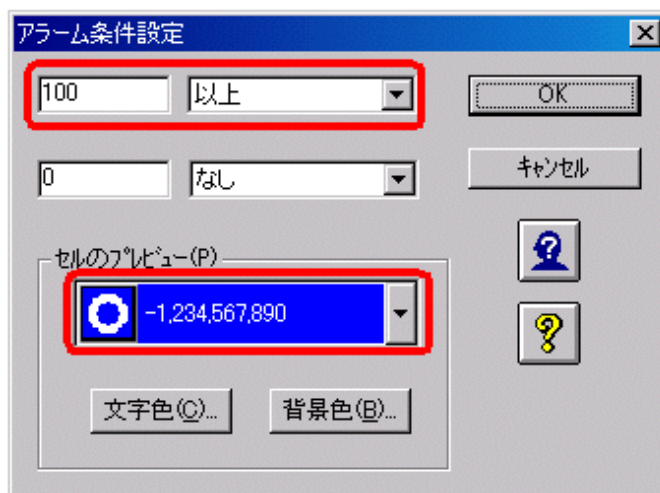 アラーム条件設定
100 以上 OK
0 なし キャンセル
セルのプレビュー(P)
-1,234,567,890
文字色(C)... 背景色(B)...